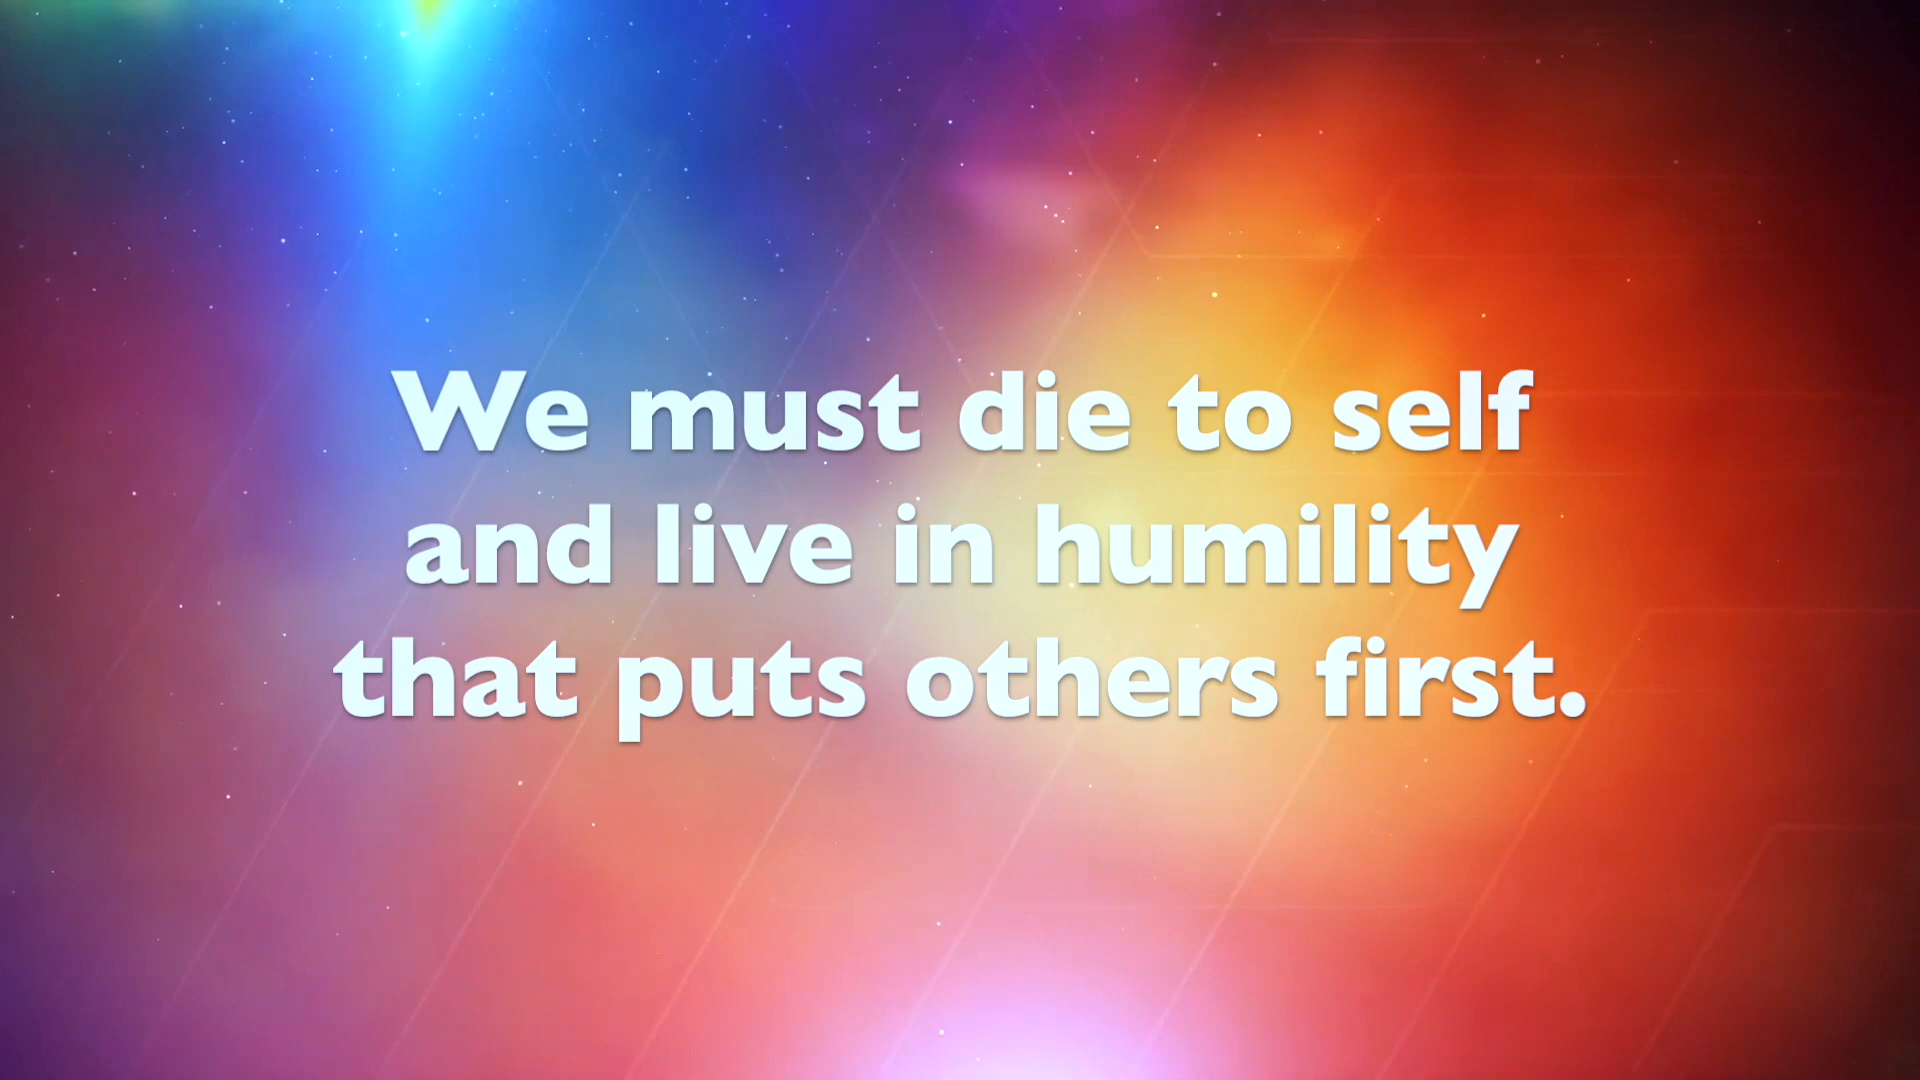 We must die to self
and live in humility
that puts others first.